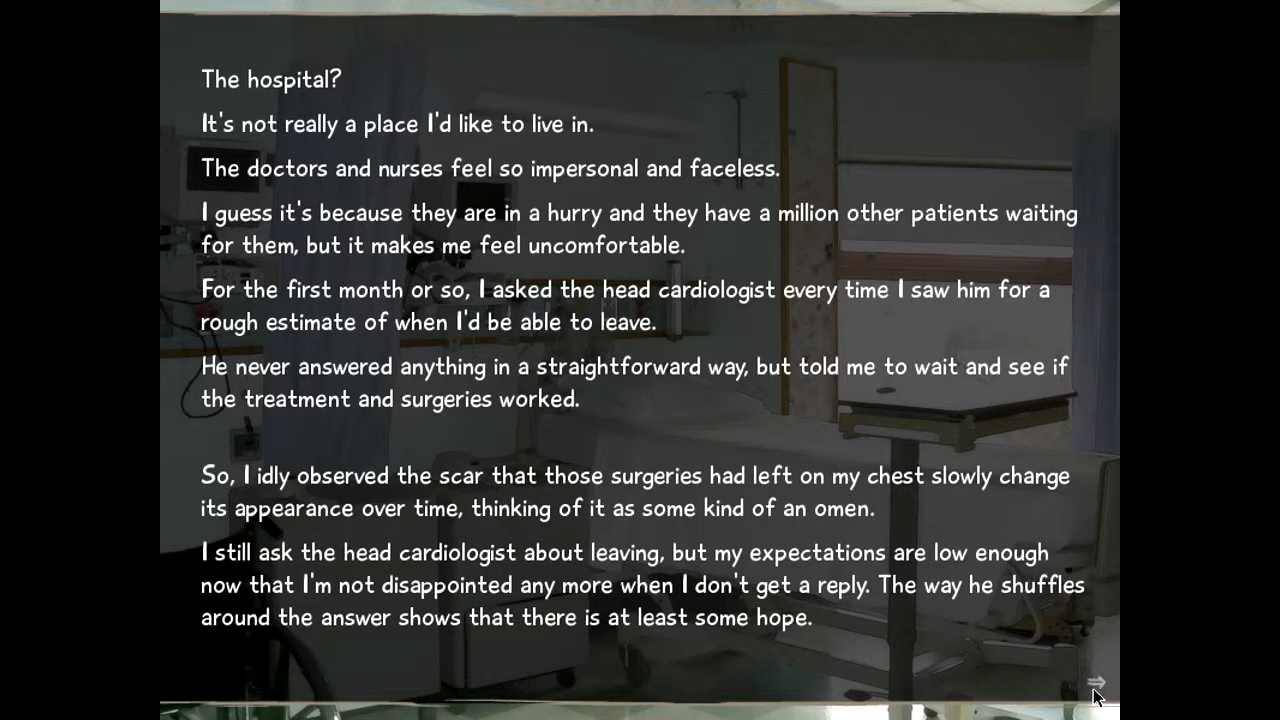 The hospital?
It's not really a place I'd like to live in.
The doctors and nurses feel so impersonal and faceless.
I guess it's because they are in a hurry and they have a million other patients waiting
for them, but it makes me feel uncomfortable.
For the first month or so, I asked the head cardiologist every time I saw him for a
rough estimate of when I'd be able to leave.
He never answered anything in a straightforward way, but told me to wait and see if
the treatment and surgeries worked.
So, I idly observed the scar that those surgeries had left on my chest slowly change
its appearance over time, thinking of it as some kind of an omen.
I still ask the head cardiologist about leaving, but my expectations are low enough
now that I'm not disappointed any more when I don't get a reply. The way he shuffles
around the answer shows that there is at least some hope.